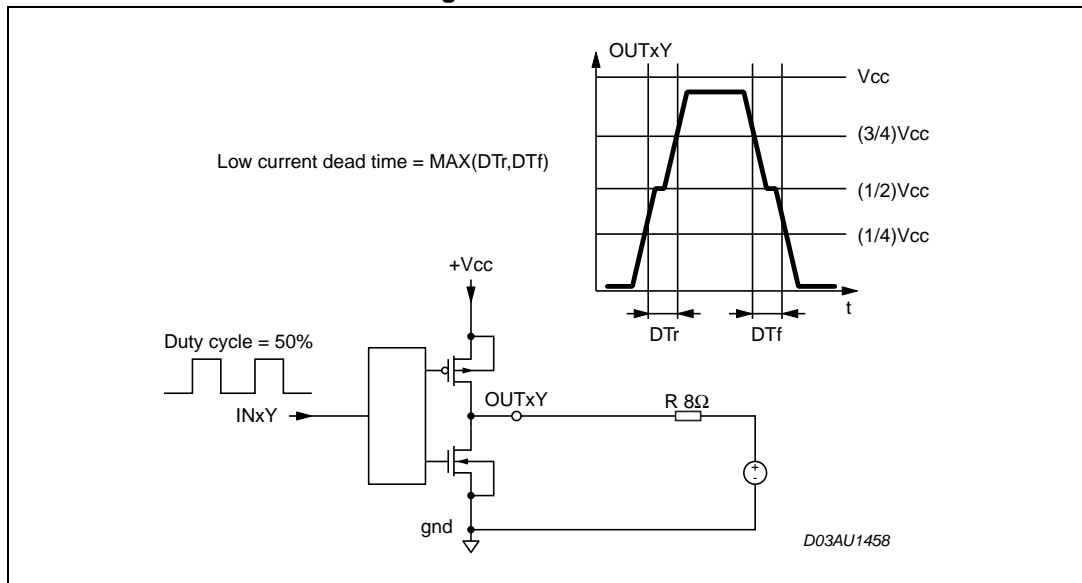 OUTxY
Vcc
(3/4)Vcc
Low current dead time = MAX(DTr,DTf)
(1/2)Vcc
(1/4)Vcc
+Vcc
t
DTr
DTf
Duty cycle = 50%
OUTxY
R 8Ω
INxY
+
-
gnd
D03AU1458